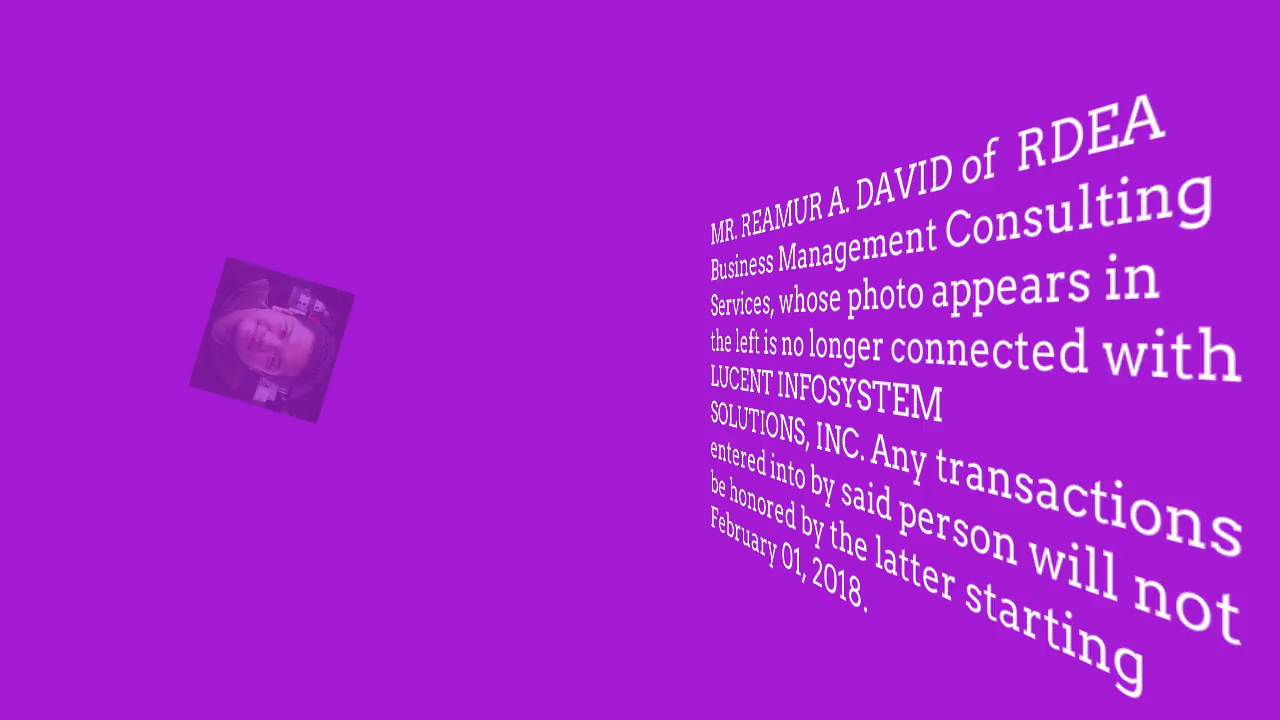 MR. REAMUR A. DAVID of RDEA
Business Management Consulting
Services, whose photo appears in
the left is no longer connected with
LUCENT INFOSYSTEM
SOLUTIONS, INC. Any transactions
entered into by said person will not
be honored by the latter starting
February 01, 2018.